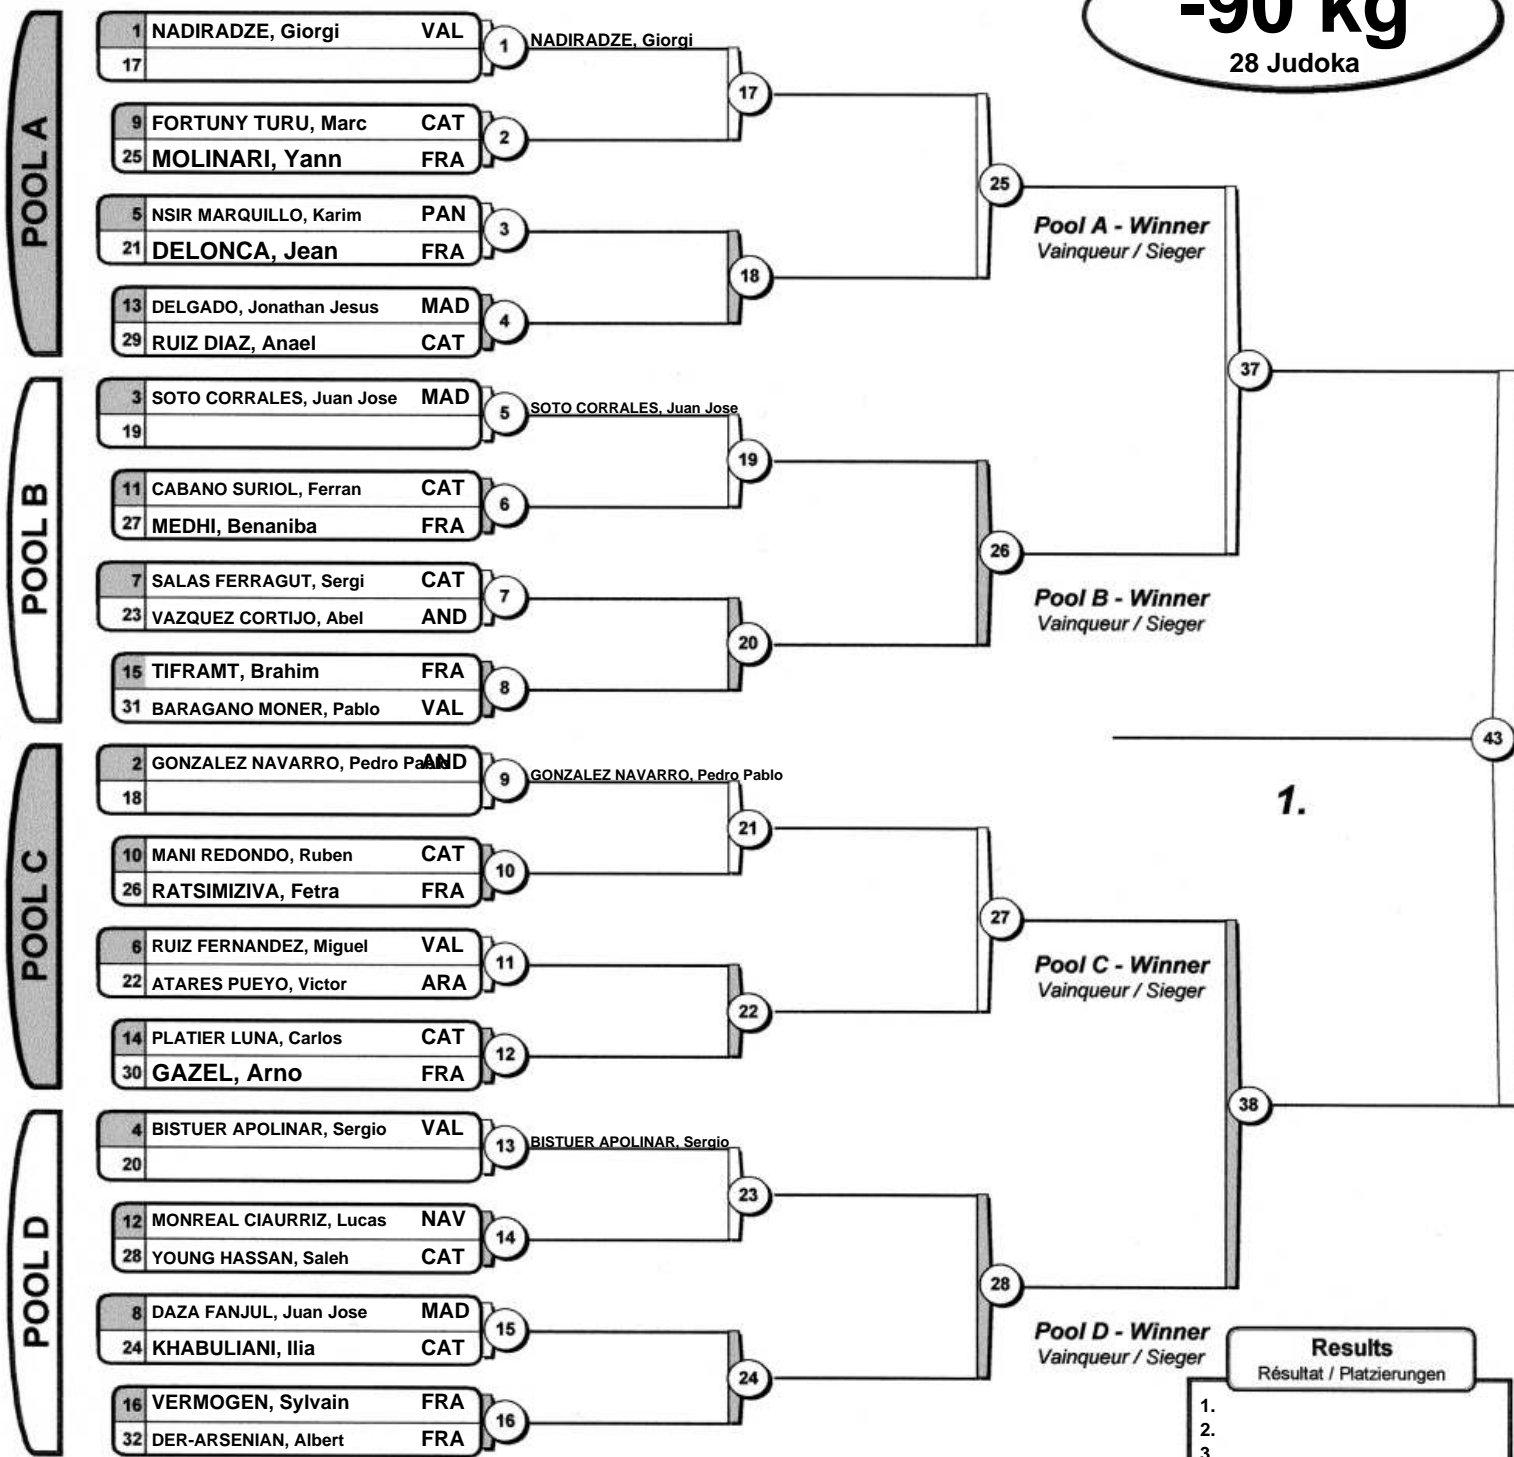 -90 kg
28 Judoka
POOL A
1 NADIRADZE, Giorgi VAL
17
1
NADIRADZE, Giorgi
9 FORTUNY TURU, Marc CAT
25 MOLINARI, Yann FRA
2
17
5 NSIR MARQUILLO, Karim PAN
21 DELONCA, Jean FRA
3
13 DELGADO, Jonathan Jesus MAD
29 RUIZ DIAZ, Anael CAT
4
18
25
Pool A - Winner
Vainqueur / Sieger
POOL B
3 SOTO CORRALES, Juan Jose MAD
19
5
SOTO CORRALES, Juan Jose
11 CABANO SURIOL, Ferran CAT
27 MEDHI, Benaniba FRA
6
19
7 SALAS FERRAGUT, Sergi CAT
23 VAZQUEZ CORTIJO, Abel AND
7
15 TIFRAMT, Brahim FRA
31 BARAGANO MONER, Pablo VAL
8
20
26
Pool B - Winner
Vainqueur / Sieger
37
43
1.
POOL C
2 GONZALEZ NAVARRO, Pedro Pablo AND
18
9
GONZALEZ NAVARRO, Pedro Pablo
10 MANI REDONDO, Ruben CAT
26 RATSIMIZIVA, Fetra FRA
10
21
6 RUIZ FERNANDEZ, Miguel VAL
22 ATARES PUEYO, Victor ARA
11
14 PLATIER LUNA, Carlos CAT
30 GAZEL, Arno FRA
12
22
27
Pool C - Winner
Vainqueur / Sieger
POOL D
4 BISTUER APOLINAR, Sergio VAL
20
13
BISTUER APOLINAR, Sergio
12 MONREAL CIAURRIZ, Lucas NAV
28 YOUNG HASSAN, Saleh CAT
14
23
8 DAZA FANJUL, Juan Jose MAD
24 KHABULIANI, Ilia CAT
15
16 VERMOGEN, Sylvain FRA
32 DER-ARSENIAN, Albert FRA
16
24
28
Pool D - Winner
Vainqueur / Sieger
38
Results
Résultat / Platzierungen
1.
2.
3